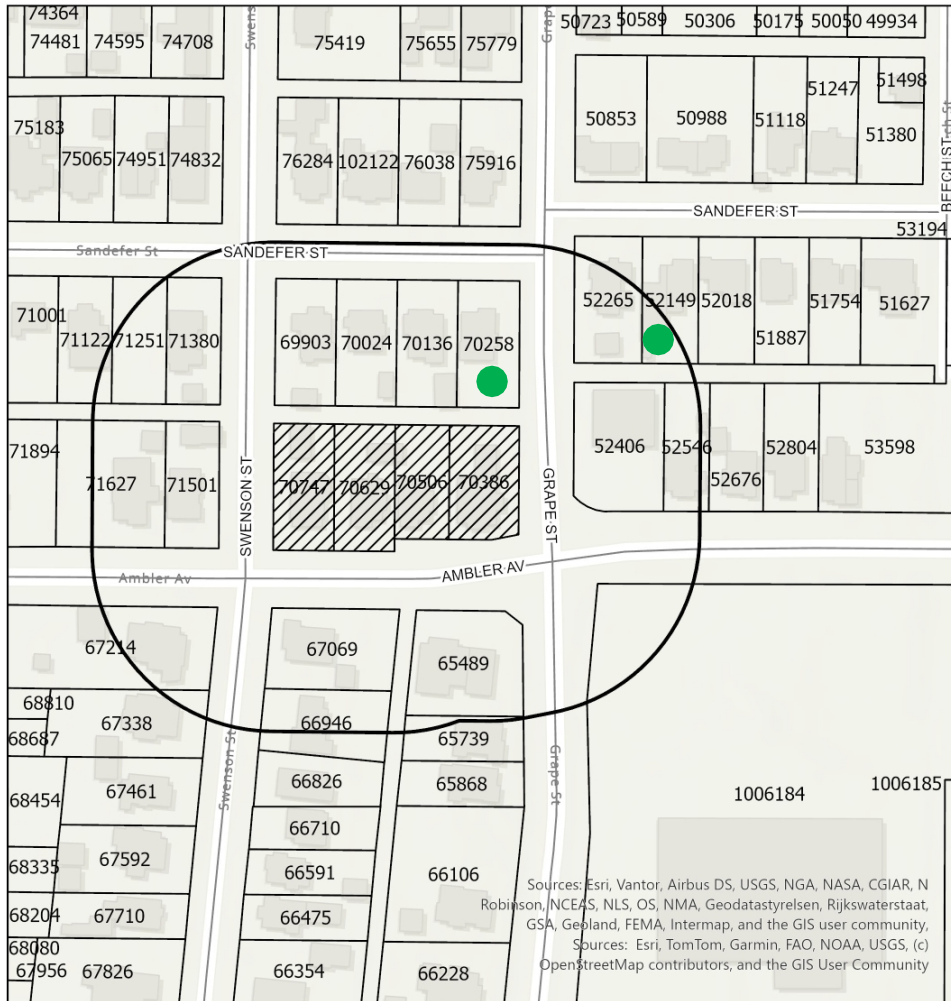 74364
74481 74595 74708
Swens
75419 75655 75779
Grap
50723 50589 50306 50175 50050 49934
75183
75065 74951 74832
76284 102122 76038 75916
50853 50988 51118 51247 51380 51498
BEECH ST
SANDEFER ST
53194
Sandefer St
SANDEFER ST
71001
71122 71251 71380
69903 70024 70136 70258
52265 52149 52018 51887 51754 51627
71894
71627 71501
SWENSON ST
70747 70629 70506 70386
GRAPE ST
52406 52546 52676 52804 53598
Ambler Av
AMBLER AV
67214
67069
65489
68810
68687
67338
66946
65739
Swenson St
Grape St
68454
67461
66826
65868
66710
1006184
1006185
68335
67592
66591
66106
68204
67710
66475
68080
67956 67826
66354
66228
Sources: Esri, Vantor, Airbus DS, USGS, NGA, NASA, CGIAR, N
Robinson, NCEAS, NLS, OS, NMA, Geodatastyrelsen, Rijkswaterstaat,
GSA, Geoland, FEMA, Intermap, and the GIS user community,
Sources: Esri, TomTom, Garmin, FAO, NOAA, USGS, (c)
OpenStreetMap contributors, and the GIS User Community